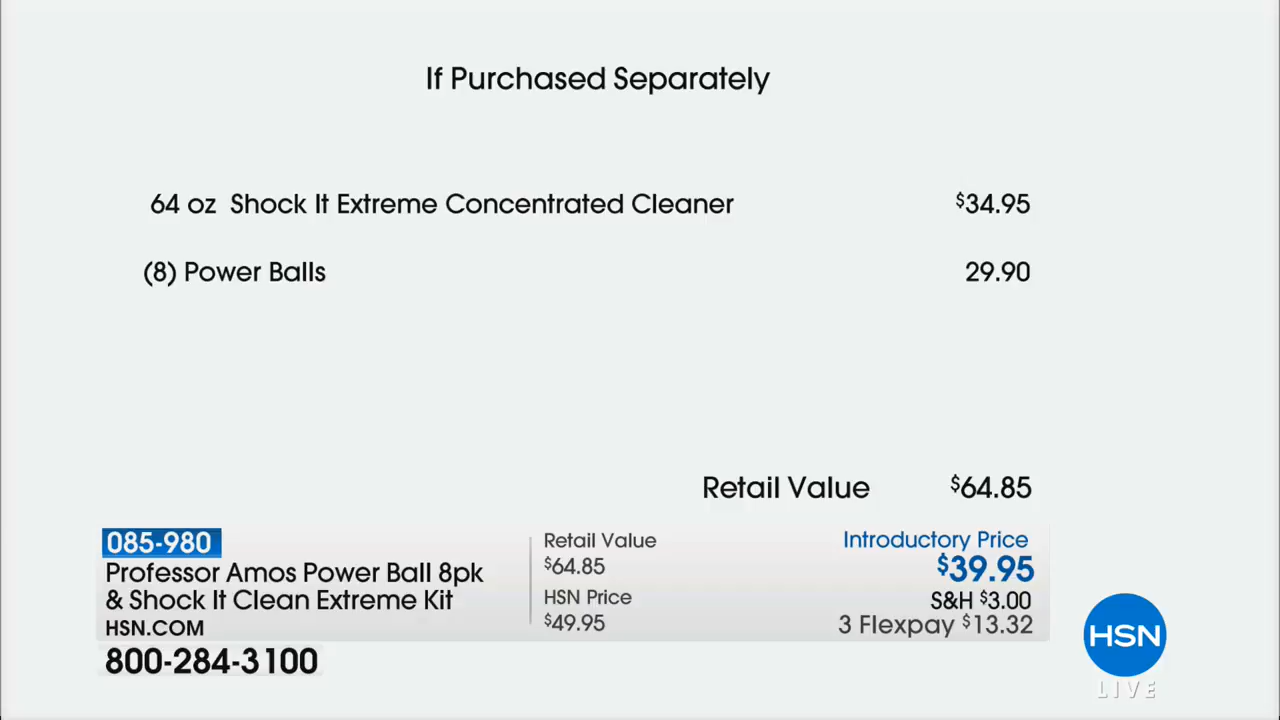 If Purchased Separately
64 oz Shock It Extreme Concentrated Cleaner $34.95
(8) Power Balls 29.90
Retail Value $64.85
085-980
Professor Amos Power Ball 8pk
& Shock It Clean Extreme Kit
HSN.COM
800-284-3100
Retail Value
$64.85
HSN Price
$49.95
Introductory Price
$39.95
S&H $3.00
3 Flexpay $13.32
HSN
LIVE